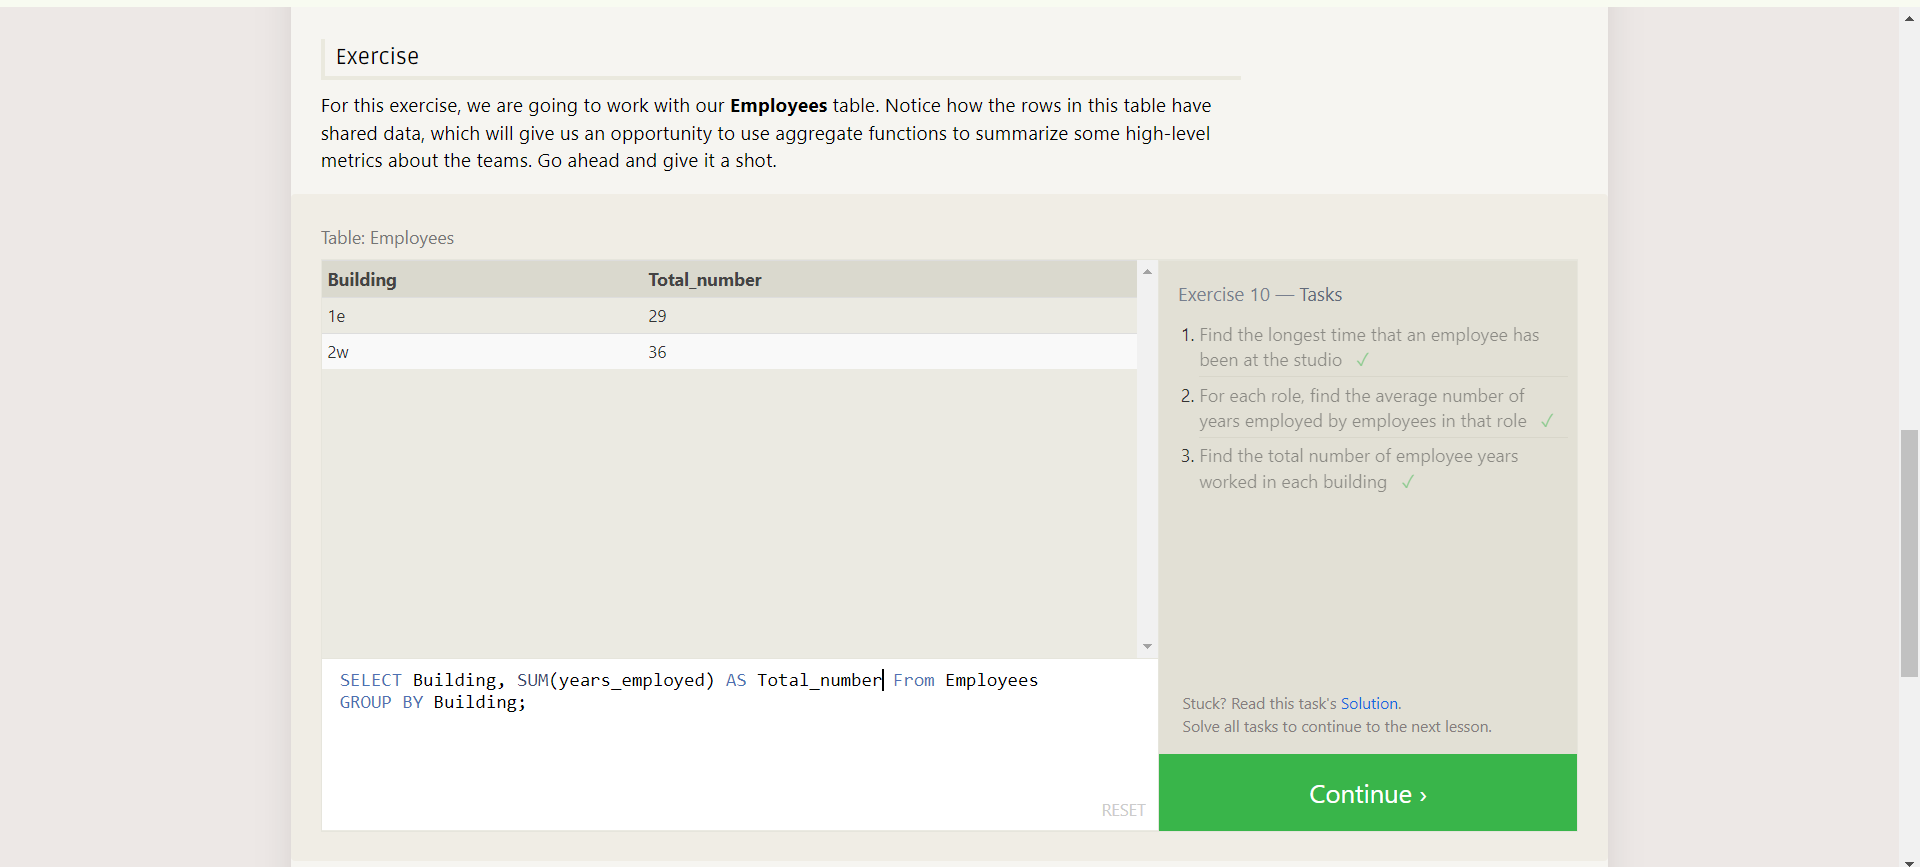 Exercise
For this exercise, we are going to work with our Employees table. Notice how the rows in this table have
shared data, which will give us an opportunity to use aggregate functions to summarize some high-level
metrics about the teams. Go ahead and give it a shot.
Table: Employees
Building Total_number
1e 29
2w 36
SELECT Building, SUM(years_employed) AS Total_number From Employees
GROUP BY Building;
RESET
Exercise 10 — Tasks
1. Find the longest time that an employee has
been at the studio ✓
2. For each role, find the average number of
years employed by employees in that role ✓
3. Find the total number of employee years
worked in each building ✓
Stuck? Read this task's Solution.
Solve all tasks to continue to the next lesson.
Continue ›